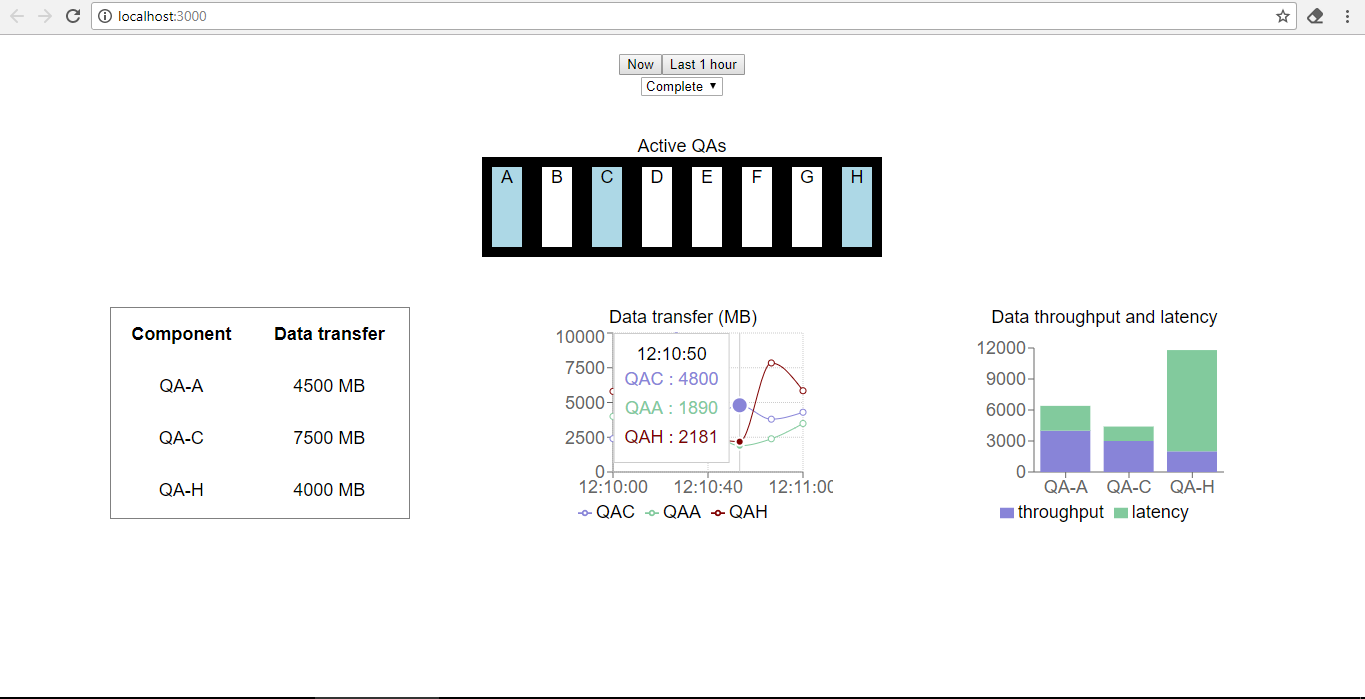 localhost:3000
Now Last 1 hour
Complete
Active QAs
A B C D E F G H
Component Data transfer
QA-A 4500 MB
QA-C 7500 MB
QA-H 4000 MB
Data transfer (MB)
10000
7500
5000
2500
0
12:10:50
QAC : 4800
QAA : 1890
QAH : 2181
12:10:00 12:10:40 12:11:00
QAC QAA QAH
Data throughput and latency
12000
9000
6000
3000
0
QA-A QA-C QA-H
throughput latency